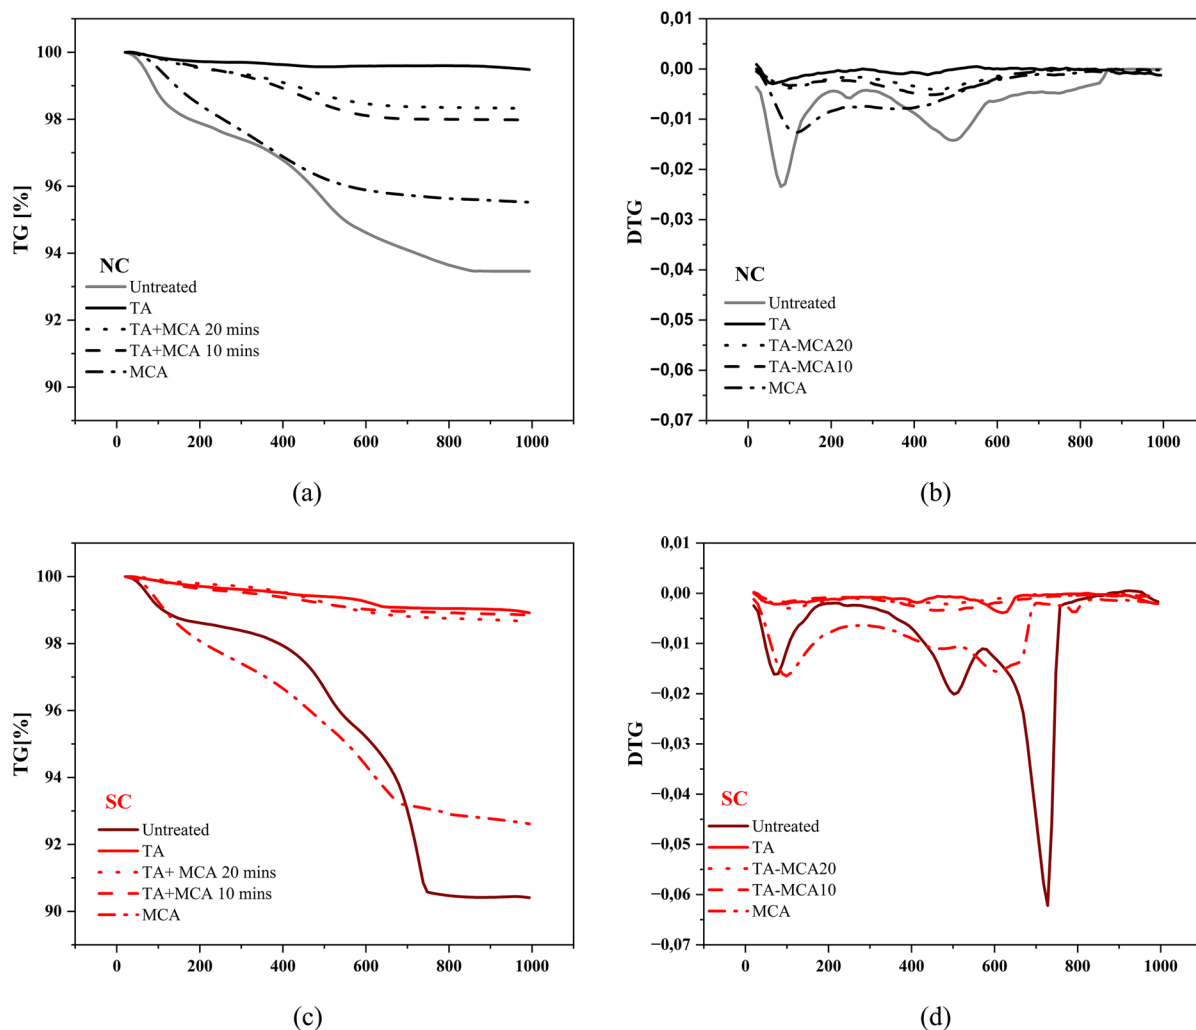 TG [%]
100
98
96
94
92
90
NC
Untreated
TA
TA+MCA 20 mins
TA+MCA 10 mins
MCA
0 200 400 600 800 1000
(a)
DTG
0,01
0,00
−0,01
−0,02
−0,03
−0,04
−0,05
−0,06
−0,07
NC
Untreated
TA
TA-MCA20
TA-MCA10
MCA
0 200 400 600 800 1000
(b)
TG[%]
100
98
96
94
92
90
SC
Untreated
TA
TA+ MCA 20 mins
TA+MCA 10 mins
MCA
0 200 400 600 800 1000
(c)
DTG
0,01
0,00
−0,01
−0,02
−0,03
−0,04
−0,05
−0,06
−0,07
SC
Untreated
TA
TA-MCA20
TA-MCA10
MCA
0 200 400 600 800 1000
(d)